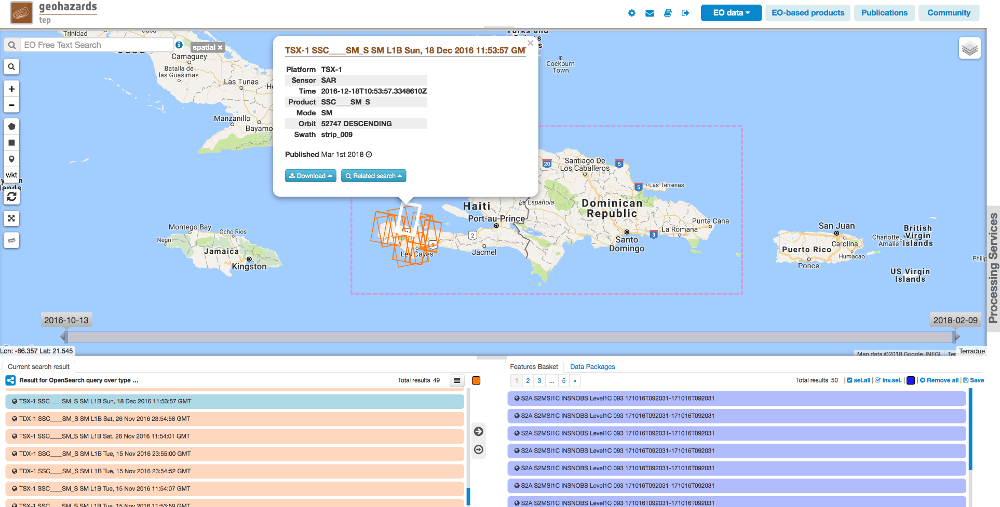 geohazards
tep
EO data
EO-based products
Publications
Community
Trinidad
EO Free Text Search
spatial ×
Camaguey
Batalla de
las Guasimas
Las Tunas
Manzanillo
Bayamo
wkt
TSX-1 SSC____SM_S SM L1B Sun, 18 Dec 2016 11:53:57 GMT
Platform TSX-1
Sensor SAR
Time 2016-12-18T10:53:57.3348610Z
Product SSC____SM_S
Mode SM
Orbit 52747 DESCENDING
Swath strip_009
Published Mar 1st 2018
Download
Related search
Cockburn
Town
20
Santiago De
Los Caballeros
5
5
Las Terrenas
La Española
Haiti
Dominican
Republic
Port-au-Prince
Punta Cana
La Romana
3
Santo
Domingo
2
2
Jacmel
Les Cayes
Montego Bay
Ocho Rios
Negril
Jamaica
Kingston
San Juan
British
Virgin
Islands
Charlotte
Amalie
Carolina
Puerto Rico
Humacao
Ponce
US Virgin
Islands
Philip
Processing Services
2016-10-13
2018-02-09
Lon: -66.357 Lat: 21.545
Map data ©2018 Google, INEGI
Terradue
Current search result
Result for OpenSearch query over type ...
Total results 49
TSX-1 SSC____SM_S SM L1B Sun, 18 Dec 2016 11:53:57 GMT
TDX-1 SSC____SM_S SM L1B Sat, 26 Nov 2016 23:54:58 GMT
TSX-1 SSC____SM_S SM L1B Sat, 26 Nov 2016 11:54:01 GMT
TDX-1 SSC____SM_S SM L1B Tue, 15 Nov 2016 23:55:00 GMT
TDX-1 SSC____SM_S SM L1B Tue, 15 Nov 2016 23:54:52 GMT
TSX-1 SSC____SM_S SM L1B Tue, 15 Nov 2016 11:54:07 GMT
TSX-1 SSC____SM_S SM L1B Tue, 15 Nov 2016 11:53:59 GMT
Features Basket
Data Packages
1 2 3 ... 5 »
Total results 50 | sel.all | inv.sel. | Remove all | Save
S2A S2MSI1C INSNOBS Level1C 093 171016T092031-171016T092031
S2A S2MSI1C INSNOBS Level1C 093 171016T092031-171016T092031
S2A S2MSI1C INSNOBS Level1C 093 171016T092031-171016T092031
S2A S2MSI1C INSNOBS Level1C 093 171016T092031-171016T092031
S2A S2MSI1C INSNOBS Level1C 093 171016T092031-171016T092031
S2A S2MSI1C INSNOBS Level1C 093 171016T092031-171016T092031
S2A S2MSI1C INSNOBS Level1C 093 171016T092031-171016T092031